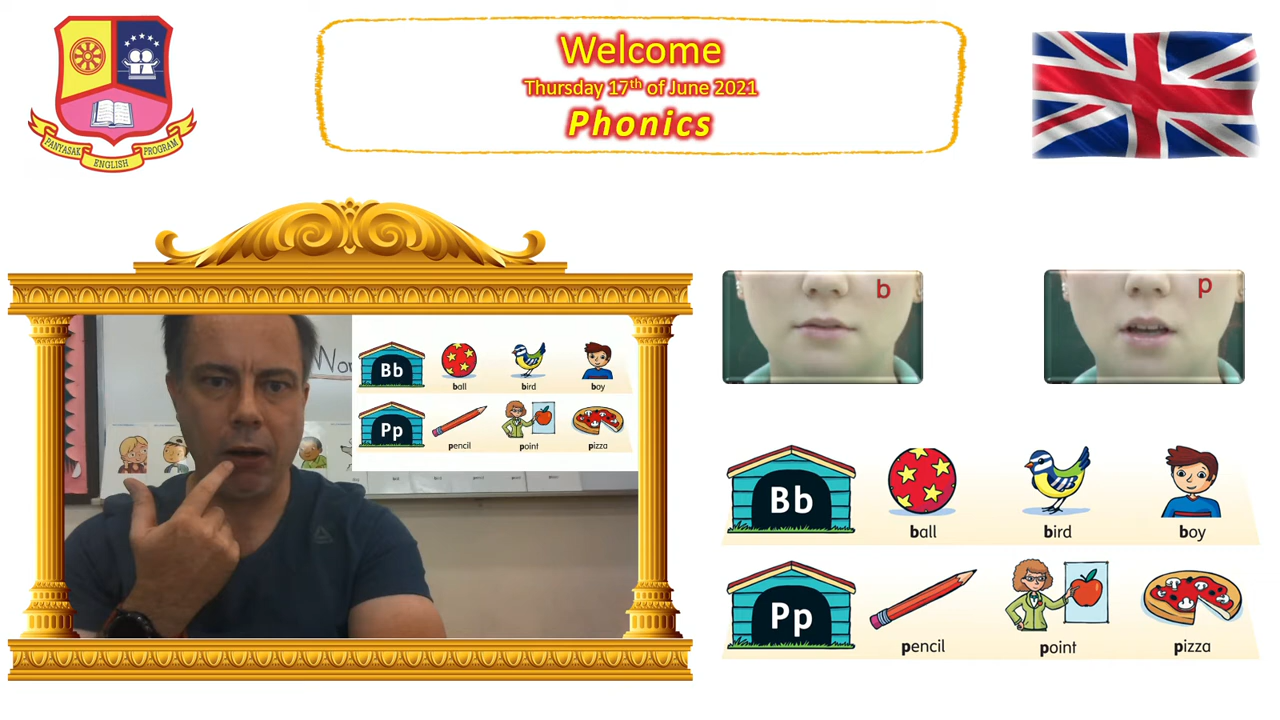 Welcome
Thursday 17th of June 2021
Phonics
PANYASAK ENGLISH PROGRAM
Bb
ball bird boy
Pp
pencil point pizza
b
p
Bb
ball bird boy
Pp
pencil point pizza